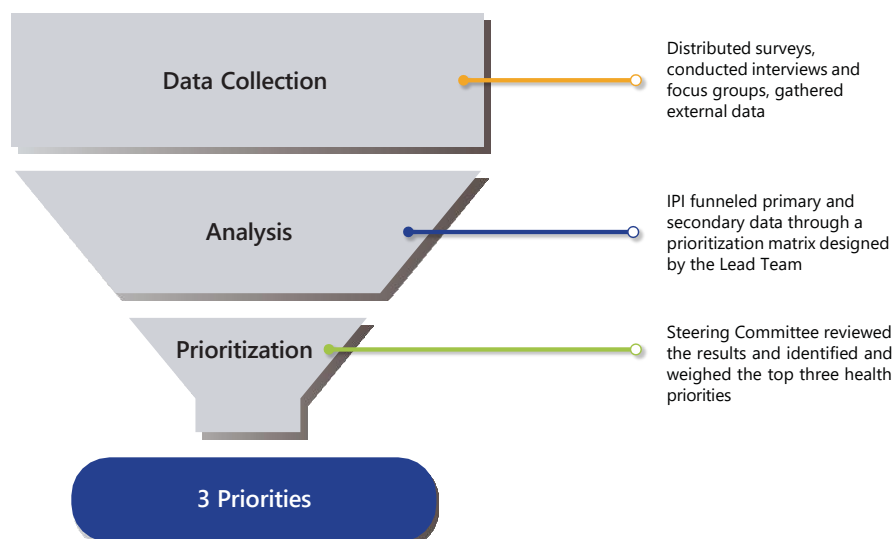 Data Collection
Distributed surveys,
conducted interviews and
focus groups, gathered
external data
Analysis
IPI funneled primary and
secondary data through a
prioritization matrix designed
by the Lead Team
Prioritization
Steering Committee reviewed
the results and identified and
weighed the top three health
priorities
3 Priorities